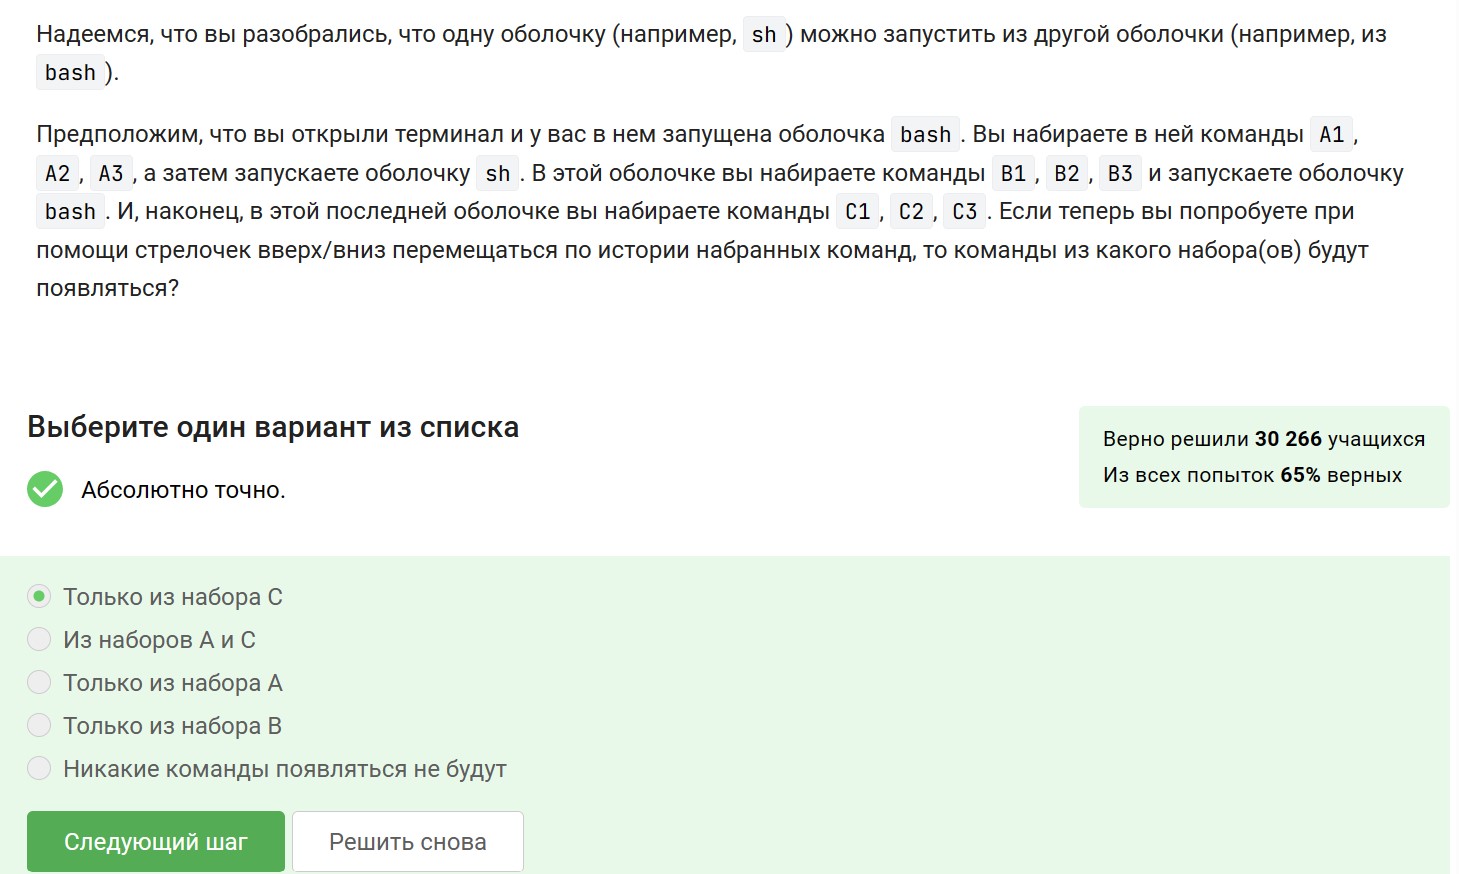 Надеемся, что вы разобрались, что одну оболочку (например, sh ) можно запустить из другой оболочки (например, из
bash ).
Предположим, что вы открыли терминал и у вас в нем запущена оболочка bash . Вы набираете в ней команды A1 ,
A2 , A3 , а затем запускаете оболочку sh . В этой оболочке вы набираете команды B1 , B2 , B3 и запускаете оболочку
bash . И, наконец, в этой последней оболочке вы набираете команды C1 , C2 , C3 . Если теперь вы попробуете при
помощи стрелочек вверх/вниз перемещаться по истории набранных команд, то команды из какого набора(ов) будут
появляться?
Выберите один вариант из списка
Верно решили 30 266 учащихся
Из всех попыток 65% верных
Абсолютно точно.
Только из набора C
Из наборов A и C
Только из набора A
Только из набора B
Никакие команды появляться не будут
Следующий шаг
Решить снова